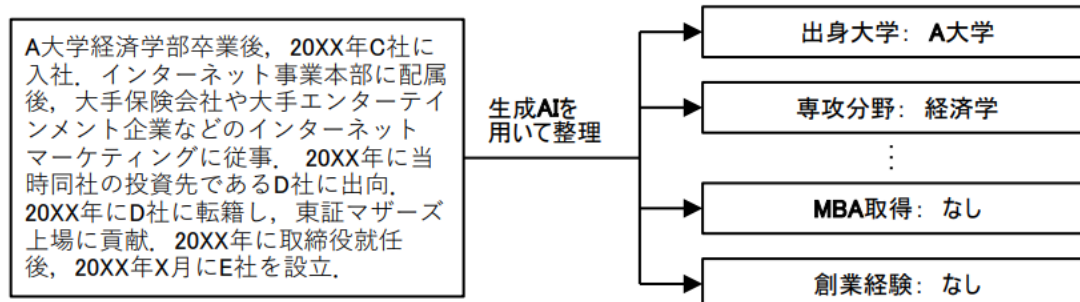 A大学経済学部卒業後，20XX年C社に
入社．インターネット事業本部に配属
後，大手保険会社や大手エンターテイ
ンメント企業などのインターネット
マーケティングに従事．20XX年に当
時同社の投資先であるD社に出向．
20XX年にD社に転籍し，東証マザーズ
上場に貢献．20XX年に取締役就任
後，20XX年X月にE社を設立．
生成AIを
用いて整理
出身大学： A大学
専攻分野： 経済学
⋮
MBA取得： なし
創業経験： なし